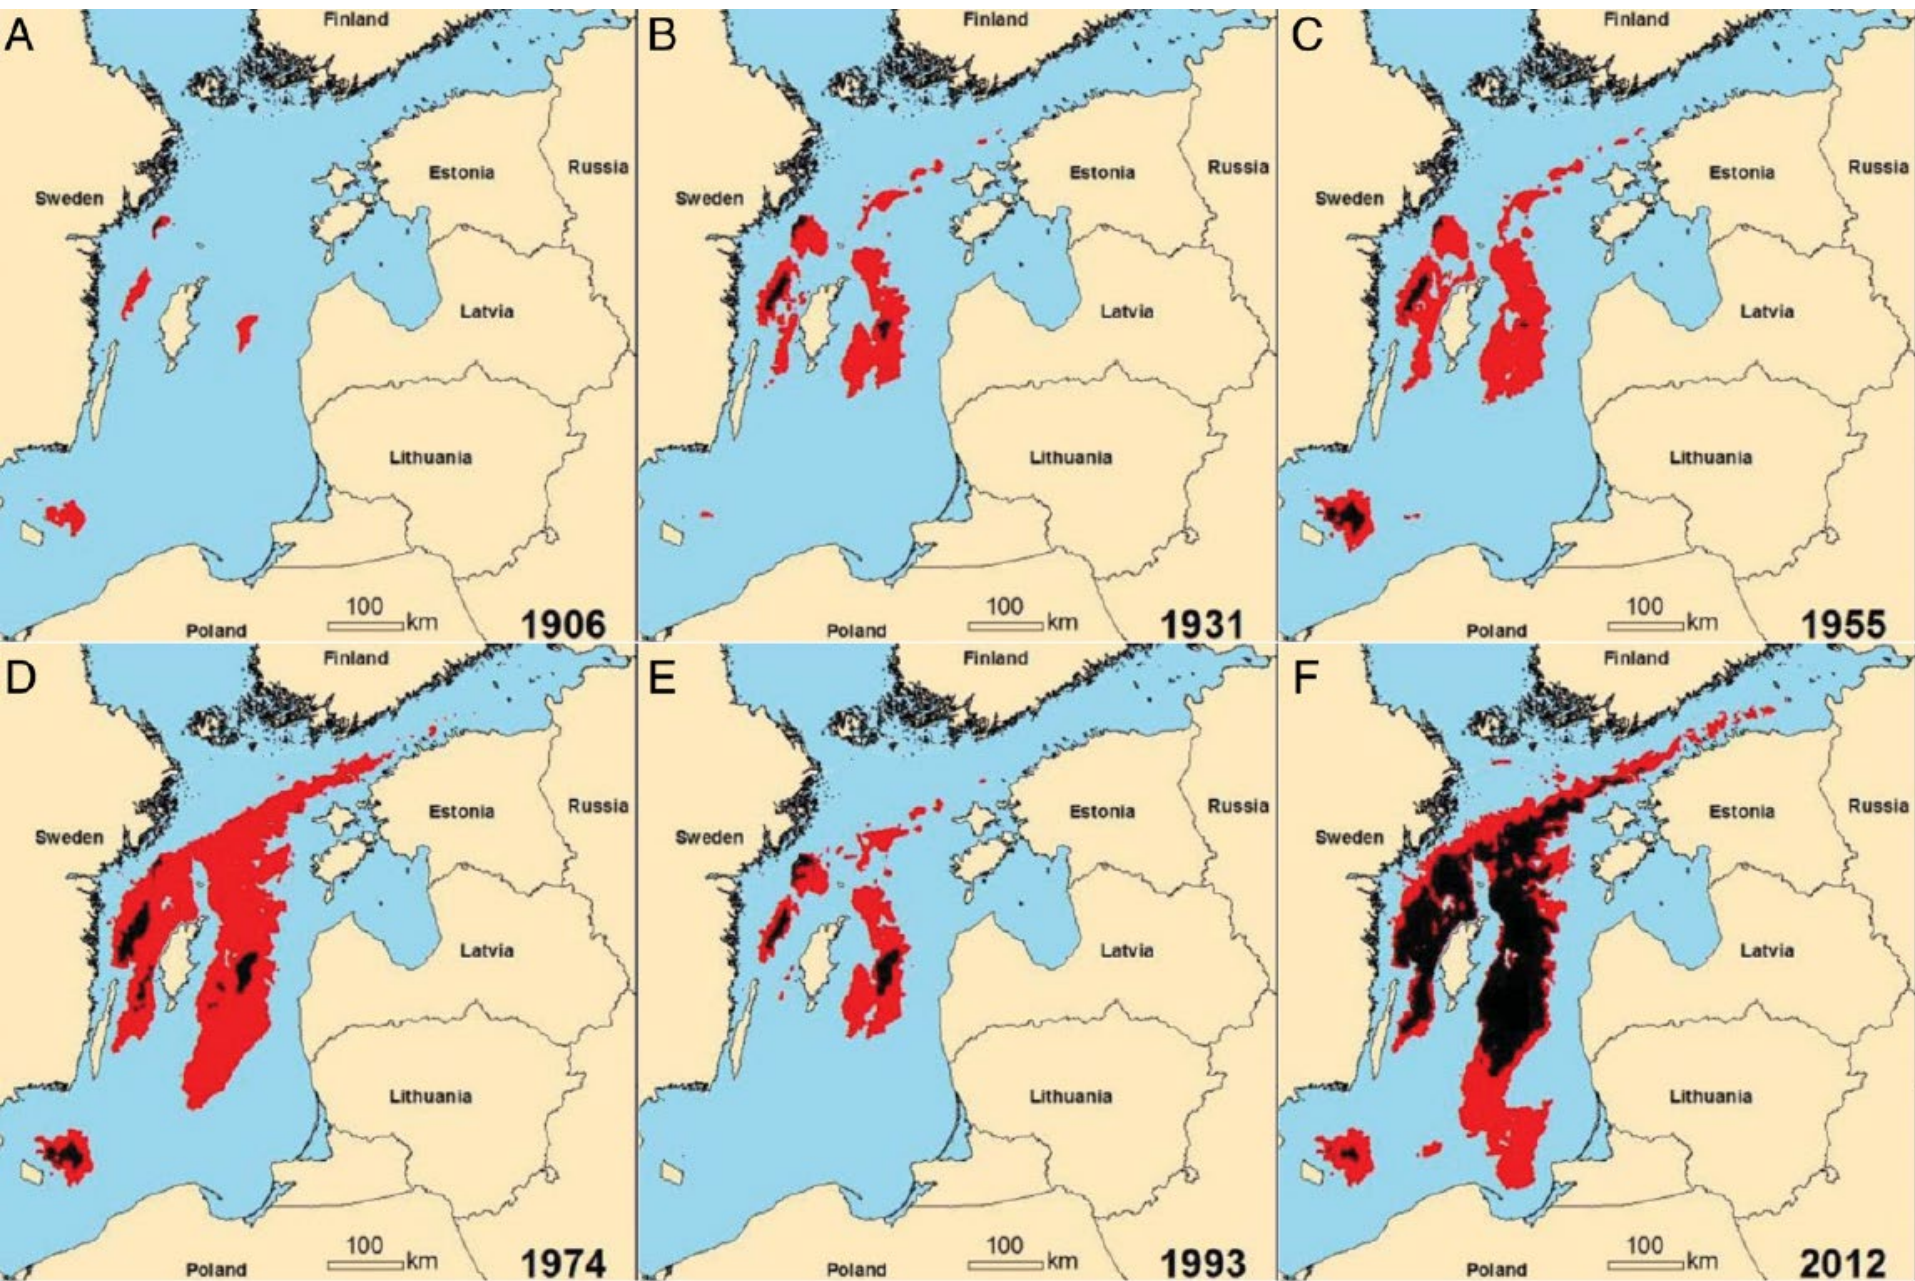 A
Finland
Estonia
Russia
Sweden
Latvia
Lithuania
100
km
1906
Poland
B
Finland
Estonia
Russia
Sweden
Latvia
Lithuania
100
km
1931
Poland
C
Finland
Estonia
Russia
Sweden
Latvia
Lithuania
100
km
1955
Poland
D
Finland
Estonia
Russia
Sweden
Latvia
Lithuania
100
km
1974
Poland
E
Finland
Estonia
Russia
Sweden
Latvia
Lithuania
100
km
1993
Poland
F
Finland
Estonia
Russia
Sweden
Latvia
Lithuania
100
km
2012
Poland